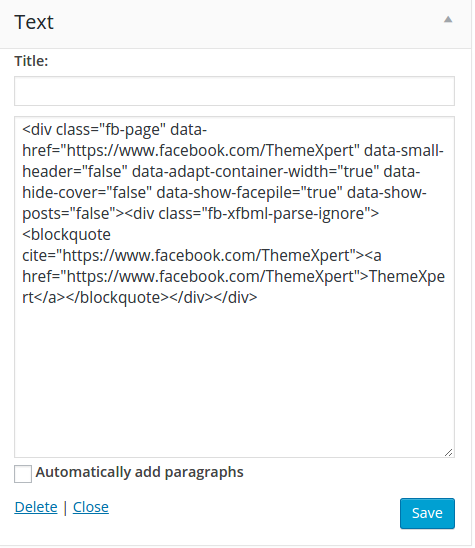 Text
Title:
<div class="fb-page" data-
href="https://www.facebook.com/ThemeXpert" data-small-
header="false" data-adapt-container-width="true" data-
hide-cover="false" data-show-facepile="true" data-show-
posts="false"><div class="fb-xfbml-parse-ignore">
<blockquote
cite="https://www.facebook.com/ThemeXpert"><a
href="https://www.facebook.com/ThemeXpert">ThemeXpe
rt</a></blockquote></div></div>
Automatically add paragraphs
Delete | Close
Save